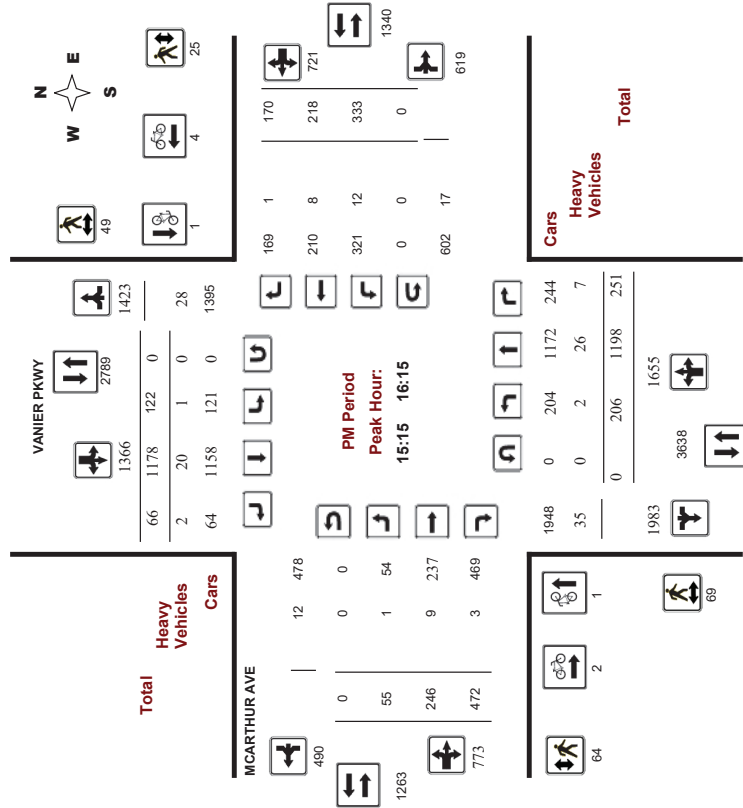 N
W E
S
49
25
1
4
VANIER PKWY
2789
1366
1423
66 1178 122 0
2 20 1 0 28
64 1158 121 0 1395
Total
Heavy
Vehicles
Cars
1340
721
619
169 1 170
210 8 218
321 12 333
0 0 0
602 17
PM Period
Peak Hour:
15:15 16:15
MCARTHUR AVE
490
1263
773
12 478
0 0 0
55 1 54
246 9 237
472 3 469
Cars
Heavy
Vehicles
Total
1948 0 204 1172 244
35 0 2 26 7
0 206 1198 251
1983
1655
3638
64
2
1
69